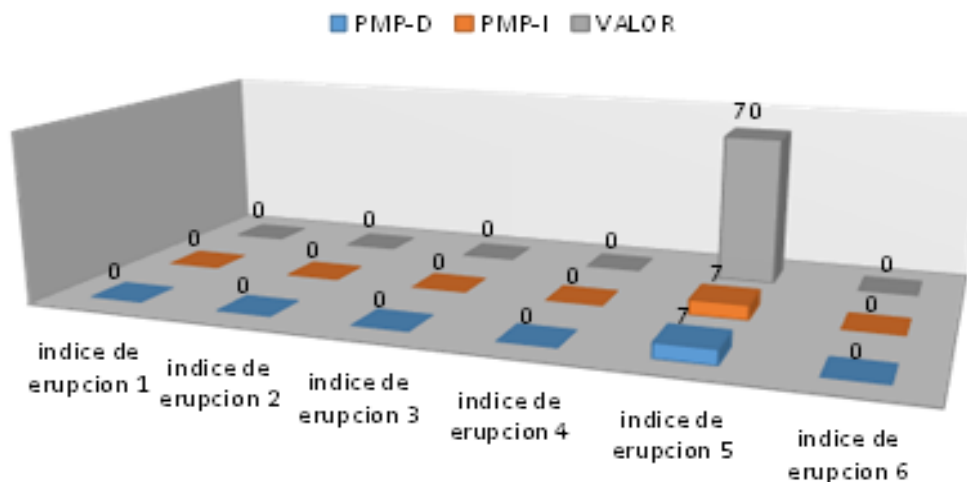 PMP-D PMP-I VALOR
70
0 0 0 0 0
0 0 0 0 7 0
0 0 0 0 7 0
indice de erupcion 1
indice de erupcion 2
indice de erupcion 3
indice de erupcion 4
indice de erupcion 5
indice de erupcion 6